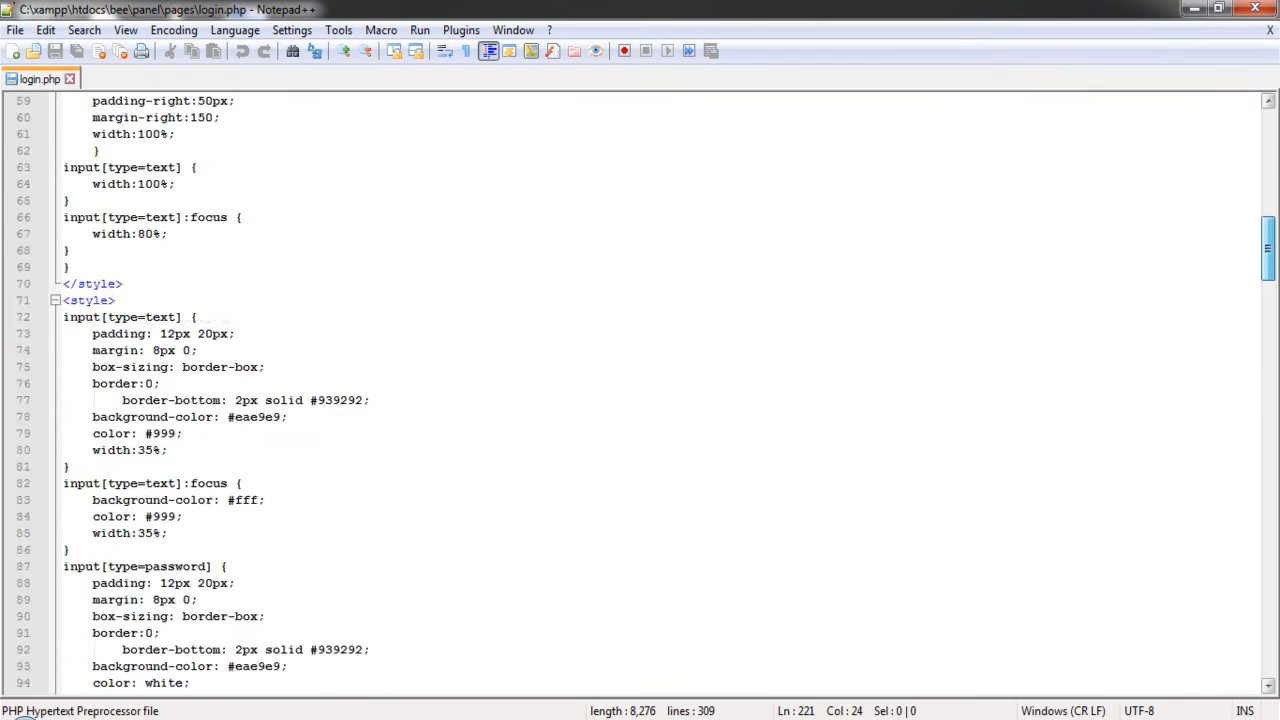 C:\xampp\htdocs\bee\panel\pages\login.php - Notepad++
File Edit Search View Encoding Language Settings Tools Macro Run Plugins Window ? X
login.php
59 padding-right:50px;
60 margin-right:150;
61 width:100%;
62 }
63 input[type=text] {
64 width:100%;
65 }
66 input[type=text]:focus {
67 width:80%;
68 }
69 }
70 </style>
71 <style>
72 input[type=text] {
73 padding: 12px 20px;
74 margin: 8px 0;
75 box-sizing: border-box;
76 border:0;
77 border-bottom: 2px solid #939292;
78 background-color: #eae9e9;
79 color: #999;
80 width:35%;
81 }
82 input[type=text]:focus {
83 background-color: #fff;
84 color: #999;
85 width:35%;
86 }
87 input[type=password] {
88 padding: 12px 20px;
89 margin: 8px 0;
90 box-sizing: border-box;
91 border:0;
92 border-bottom: 2px solid #939292;
93 background-color: #eae9e9;
94 color: white;
PHP Hypertext Preprocessor file length : 8,276 lines : 309 Ln : 221 Col : 24 Sel : 0 | 0 Windows (CR LF) UTF-8 INS